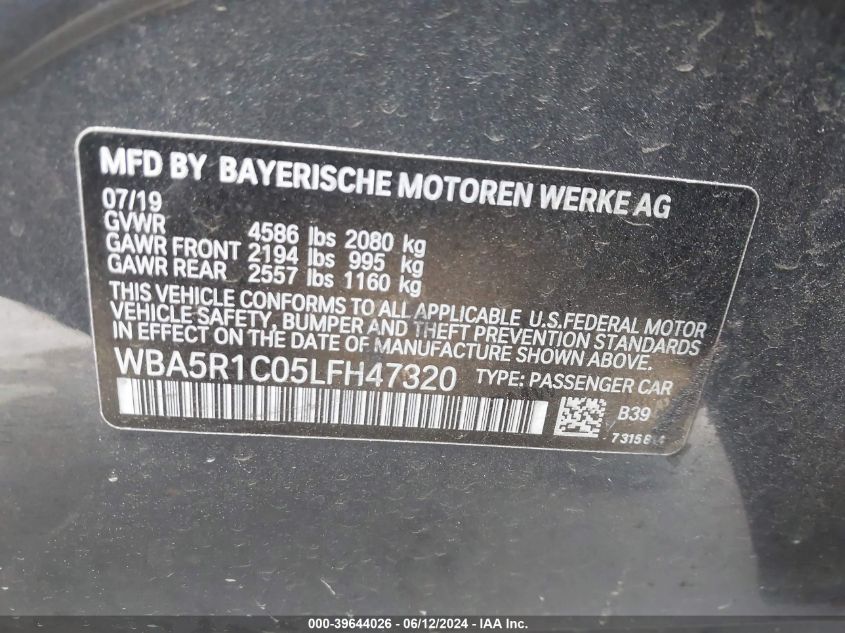 MFD BY BAYERISCHE MOTOREN WERKE AG
07/19
GVWR 4586 lbs 2080 kg
GAWR FRONT 2194 lbs 995 kg
GAWR REAR 2557 lbs 1160 kg
THIS VEHICLE CONFORMS TO ALL APPLICABLE U.S.FEDERAL MOTOR
VEHICLE SAFETY, BUMPER AND THEFT PREVENTION STANDARDS
IN EFFECT ON THE DATE OF MANUFACTURE SHOWN ABOVE.
WBA5R1C05LFH47320 TYPE: PASSENGER CAR
B39
000-39644026 - 06/12/2024 - IAA Inc.